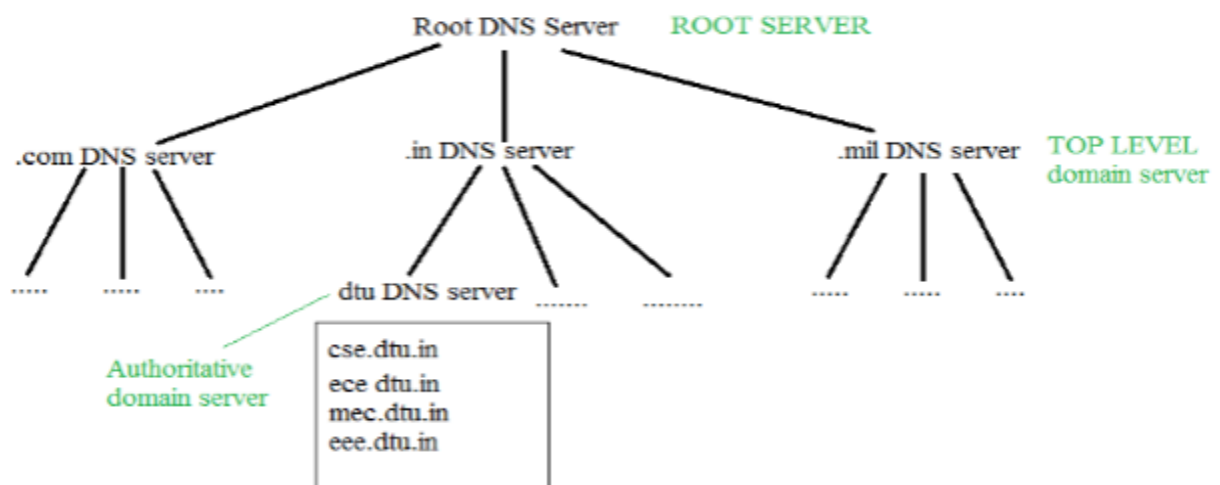 Root DNS Server ROOT SERVER
.com DNS server .in DNS server .mil DNS server TOP LEVEL
domain server
..... ..... .... dtu DNS server ....... ........ ..... ..... ....
Authoritative
domain server
cse.dtu.in
ece dtu.in
mec.dtu.in
eee.dtu.in